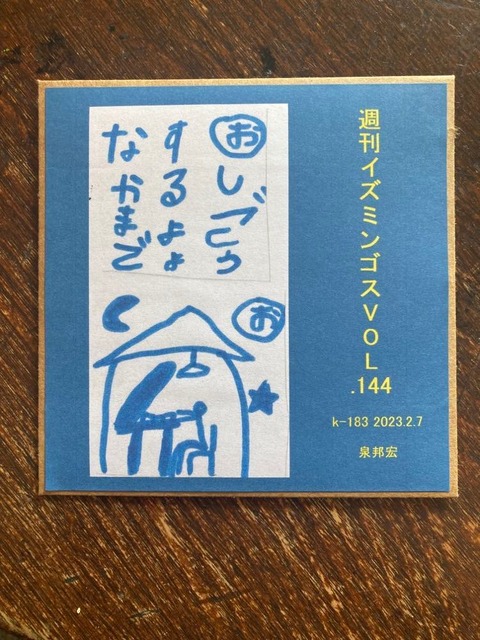 週刊イズミンゴスVOL.144
k-183 2023.2.7
泉邦宏
おしごと
するよよ
なかまで
お